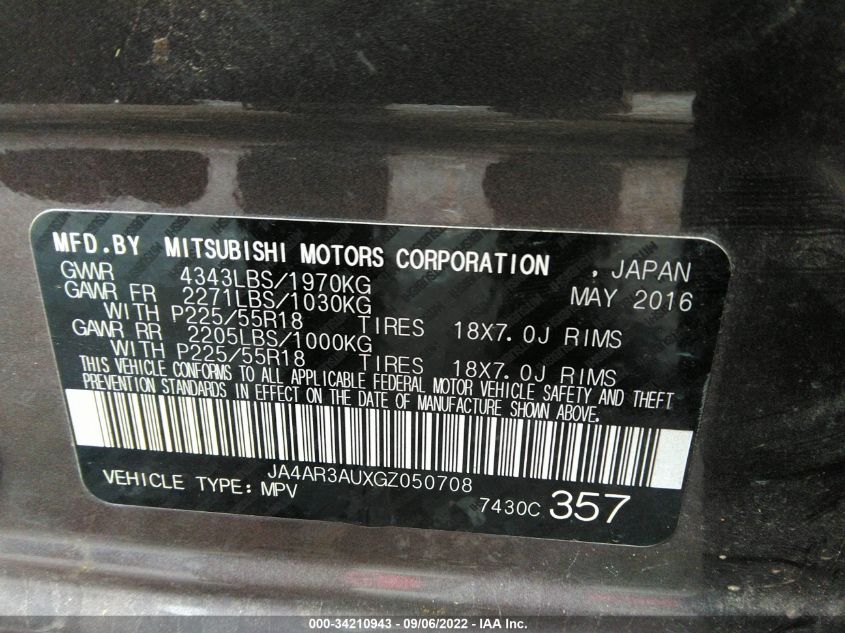 MFD.BY MITSUBISHI MOTORS CORPORATION , JAPAN
GVWR 4343LBS/1970KG MAY 2016
GAWR FR 2271LBS/1030KG
WITH P225/55R18 TIRES 18X7.0J RIMS
GAWR RR 2205LBS/1000KG
WITH P225/55R18 TIRES 18X7.0J RIMS
THIS VEHICLE CONFORMS TO ALL APPLICABLE FEDERAL MOTOR VEHICLE SAFETY AND THEFT
PREVENTION STANDARDS IN EFFECT ON THE DATE OF MANUFACTURE SHOWN ABOVE.
JA4AR3AUXGZ050708
VEHICLE TYPE: MPV 7430C 357
000-34210943 - 09/06/2022 - © IAA Inc.